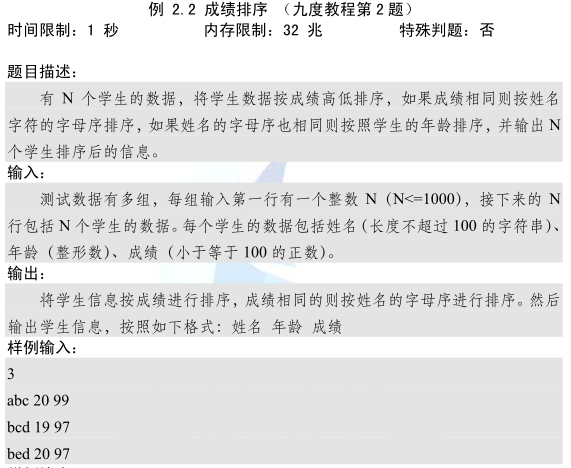 例 2.2 成绩排序 （九度教程第 2 题）
时间限制：1 秒 内存限制：32 兆 特殊判题：否
题目描述：
有 N 个学生的数据，将学生数据按成绩高低排序，如果成绩相同则按姓名
字符的字母序排序，如果姓名的字母序也相同则按照学生的年龄排序，并输出 N
个学生排序后的信息。
输入：
测试数据有多组，每组输入第一行有一个整数 N（N<=1000），接下来的 N
行包括 N 个学生的数据。每个学生的数据包括姓名（长度不超过 100 的字符串）、
年龄（整形数）、成绩（小于等于 100 的正数）。
输出：
将学生信息按成绩进行排序，成绩相同的则按姓名的字母序进行排序。然后
输出学生信息，按照如下格式：姓名 年龄 成绩
样例输入：
3
abc 20 99
bcd 19 97
bed 20 97